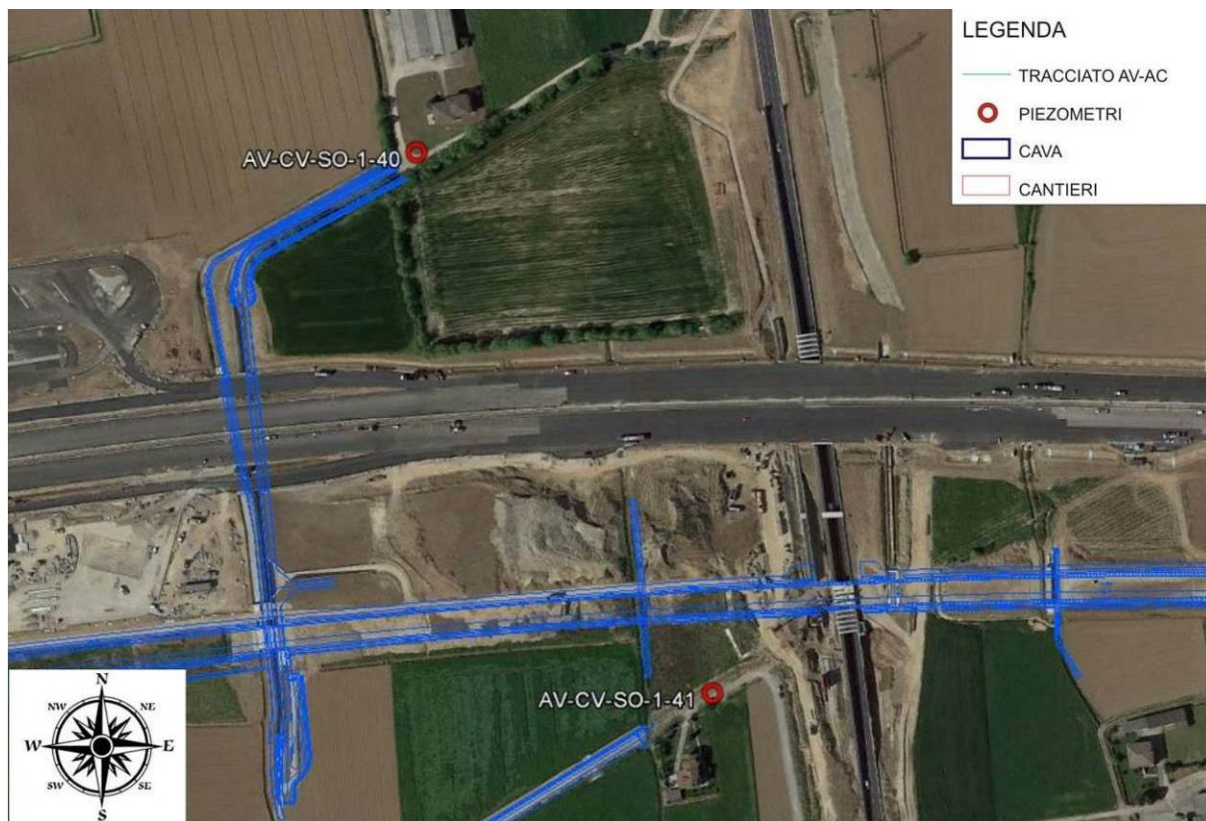 LEGENDA
TRACCIATO AV-AC
PIEZOMETRI
CAVA
CANTIERI
AV-CV-SO-1-40
AV-CV-SO-1-41
N
NW
NE
W
E
SW
SE
S